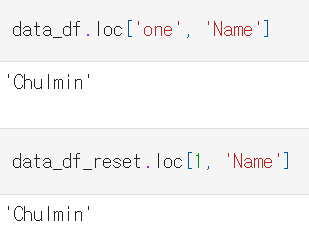 data_df.loc['one', 'Name']
'Chulmin'
data_df_reset.loc[1, 'Name']
'Chulmin'